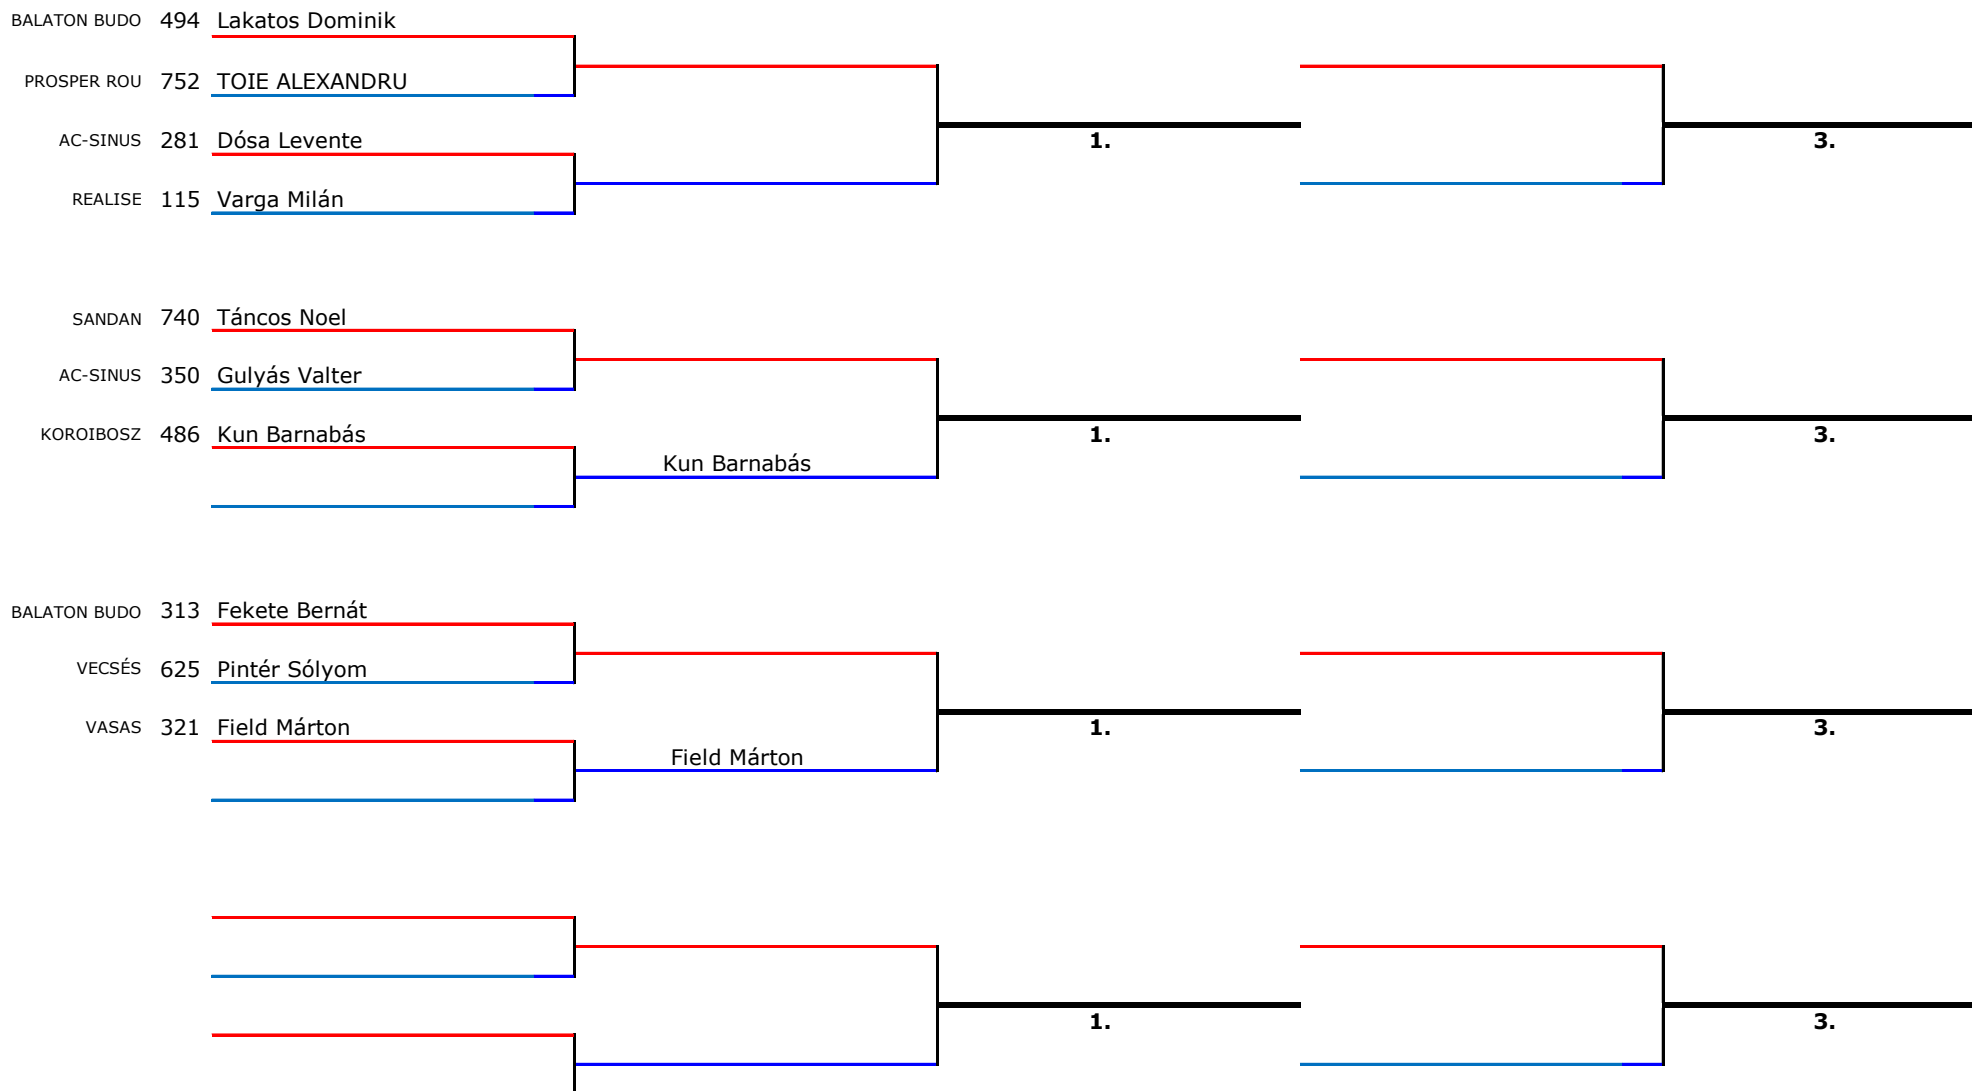 BALATON BUDO 494 Lakatos Dominik
PROSPER ROU 752 TOIE ALEXANDRU
AC-SINUS 281 Dósa Levente 1. 3.
REALISE 115 Varga Milán
SANDAN 740 Táncos Noel
AC-SINUS 350 Gulyás Valter
KOROIBOSZ 486 Kun Barnabás 1. 3.
Kun Barnabás
BALATON BUDO 313 Fekete Bernát
VECSÉS 625 Pintér Sólyom
VASAS 321 Field Márton 1. 3.
Field Márton
1. 3.